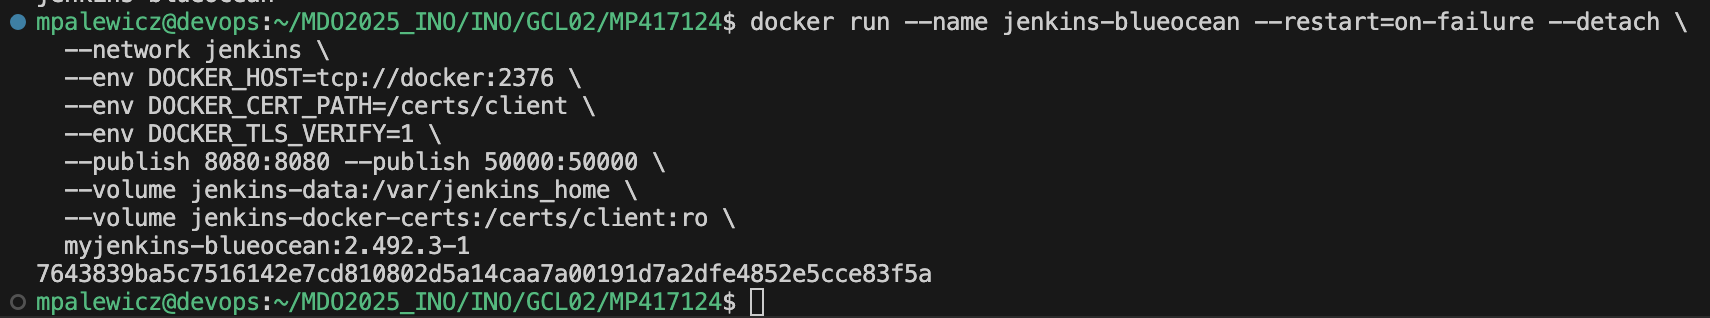 mpalewicz@devops:~/MDO2025_INO/INO/GCL02/MP417124$ docker run --name jenkins-blueocean --restart=on-failure --detach \
--network jenkins \
--env DOCKER_HOST=tcp://docker:2376 \
--env DOCKER_CERT_PATH=/certs/client \
--env DOCKER_TLS_VERIFY=1 \
--publish 8080:8080 --publish 50000:50000 \
--volume jenkins-data:/var/jenkins_home \
--volume jenkins-docker-certs:/certs/client:ro \
myjenkins-blueocean:2.492.3-1
7643839ba5c7516142e7cd810802d5a14caa7a00191d7a2dfe4852e5cce83f5a
mpalewicz@devops:~/MDO2025_INO/INO/GCL02/MP417124$